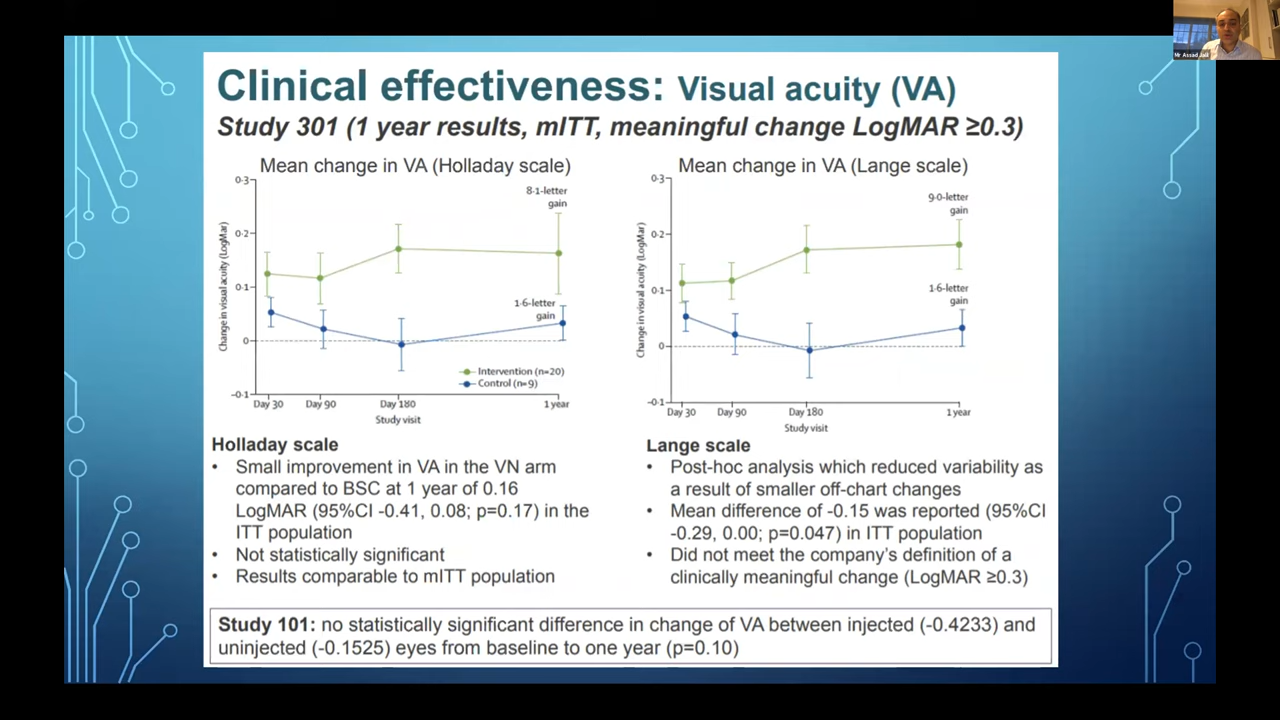 Mr Assad Jalil
Clinical effectiveness: Visual acuity (VA)
Study 301 (1 year results, mITT, meaningful change LogMAR ≥0.3)
Mean change in VA (Holladay scale)
0·3
0·2
0·1
0
–0·1
Change in visual acuity (LogMar)
8·1-letter
gain
1·6-letter
gain
Intervention (n=20)
Control (n=9)
Day 30
Day 90
Day 180
1 year
Study visit
Mean change in VA (Lange scale)
0·3
0·2
0·1
0
–0·1
Change in visual acuity (LogMAR)
9·0-letter
gain
1·6-letter
gain
Day 30
Day 90
Day 180
1 year
Study visit
Holladay scale
• Small improvement in VA in the VN arm
compared to BSC at 1 year of 0.16
LogMAR (95%CI -0.41, 0.08; p=0.17) in the
ITT population
• Not statistically significant
• Results comparable to mITT population
Lange scale
• Post-hoc analysis which reduced variability as
a result of smaller off-chart changes
• Mean difference of -0.15 was reported (95%CI
-0.29, 0.00; p=0.047) in ITT population
• Did not meet the company's definition of a
clinically meaningful change (LogMAR ≥0.3)
Study 101: no statistically significant difference in change of VA between injected (-0.4233) and
uninjected (-0.1525) eyes from baseline to one year (p=0.10)